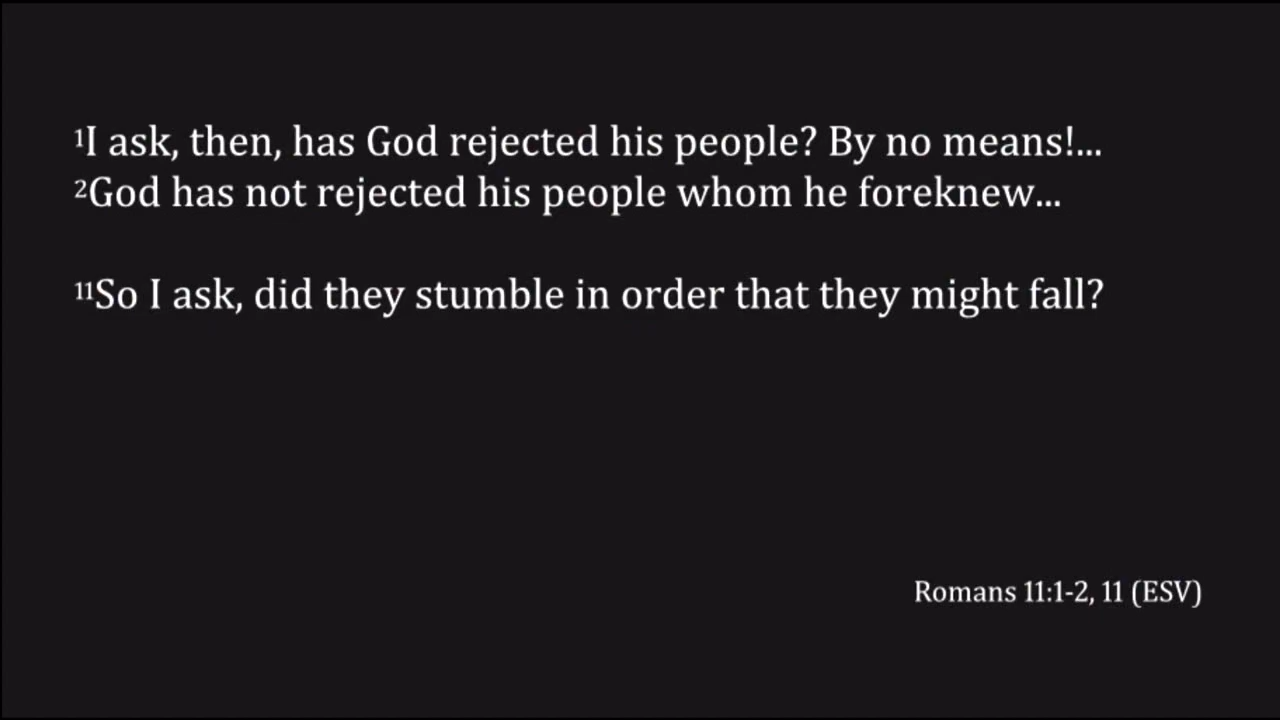 ¹I ask, then, has God rejected his people? By no means!...
²God has not rejected his people whom he foreknew...
¹¹So I ask, did they stumble in order that they might fall?
Romans 11:1-2, 11 (ESV)